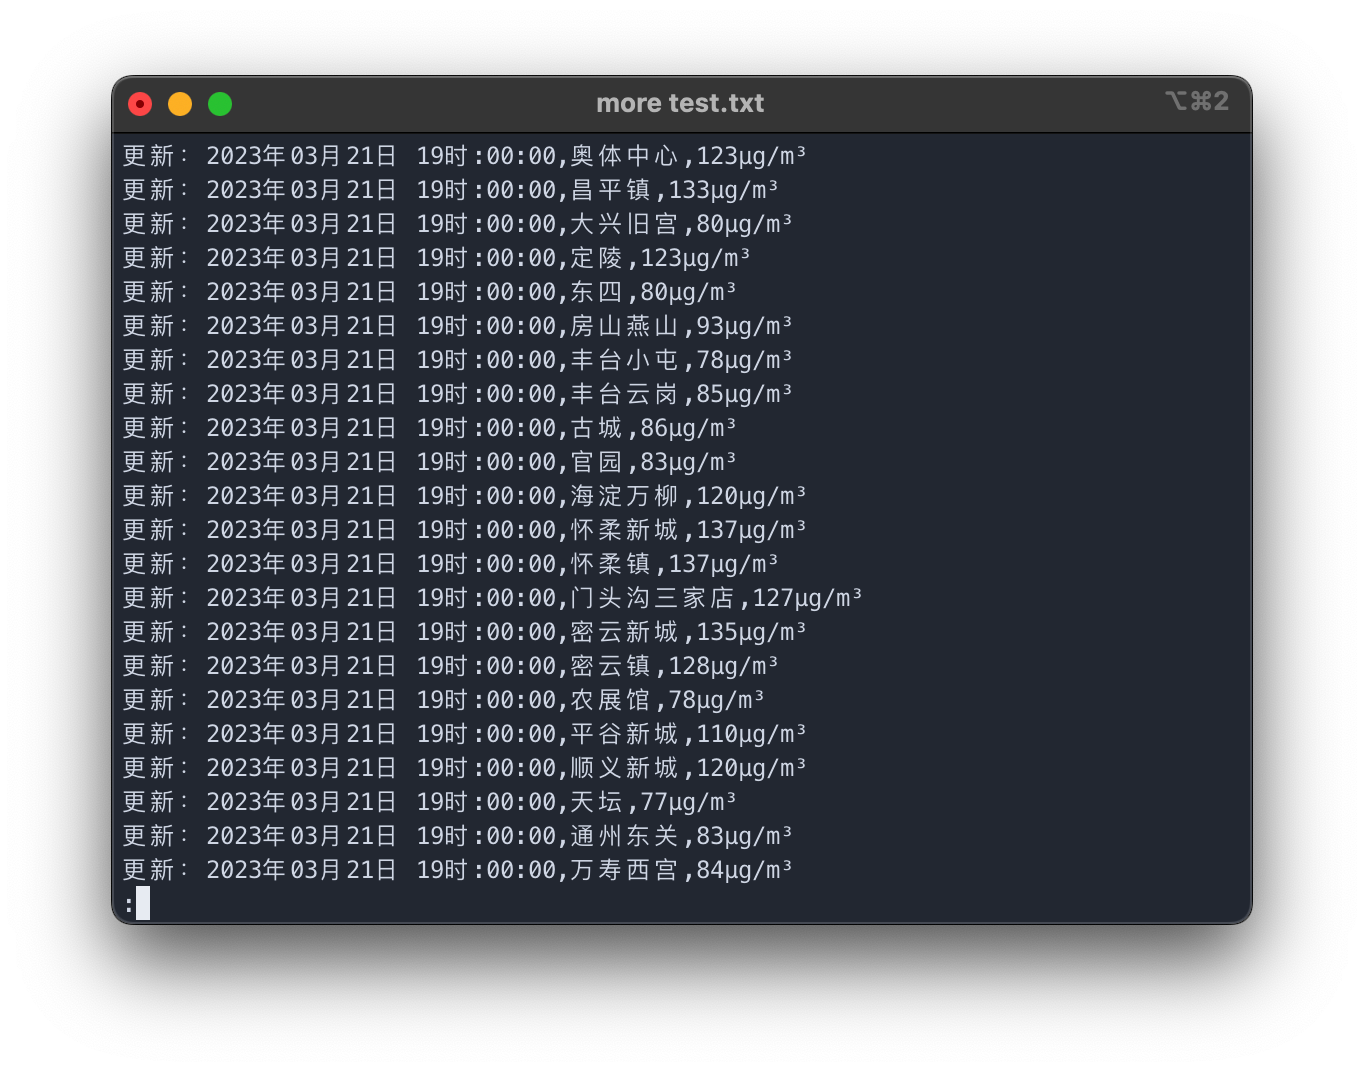 more test.txt
⌥⌘2
更新： 2023年03月21日 19时:00:00,奥体中心,123μg/m³
更新： 2023年03月21日 19时:00:00,昌平镇,133μg/m³
更新： 2023年03月21日 19时:00:00,大兴旧宫,80μg/m³
更新： 2023年03月21日 19时:00:00,定陵,123μg/m³
更新： 2023年03月21日 19时:00:00,东四,80μg/m³
更新： 2023年03月21日 19时:00:00,房山燕山,93μg/m³
更新： 2023年03月21日 19时:00:00,丰台小屯,78μg/m³
更新： 2023年03月21日 19时:00:00,丰台云岗,85μg/m³
更新： 2023年03月21日 19时:00:00,古城,86μg/m³
更新： 2023年03月21日 19时:00:00,官园,83μg/m³
更新： 2023年03月21日 19时:00:00,海淀万柳,120μg/m³
更新： 2023年03月21日 19时:00:00,怀柔新城,137μg/m³
更新： 2023年03月21日 19时:00:00,怀柔镇,137μg/m³
更新： 2023年03月21日 19时:00:00,门头沟三家店,127μg/m³
更新： 2023年03月21日 19时:00:00,密云新城,135μg/m³
更新： 2023年03月21日 19时:00:00,密云镇,128μg/m³
更新： 2023年03月21日 19时:00:00,农展馆,78μg/m³
更新： 2023年03月21日 19时:00:00,平谷新城,110μg/m³
更新： 2023年03月21日 19时:00:00,顺义新城,120μg/m³
更新： 2023年03月21日 19时:00:00,天坛,77μg/m³
更新： 2023年03月21日 19时:00:00,通州东关,83μg/m³
更新： 2023年03月21日 19时:00:00,万寿西宫,84μg/m³
: